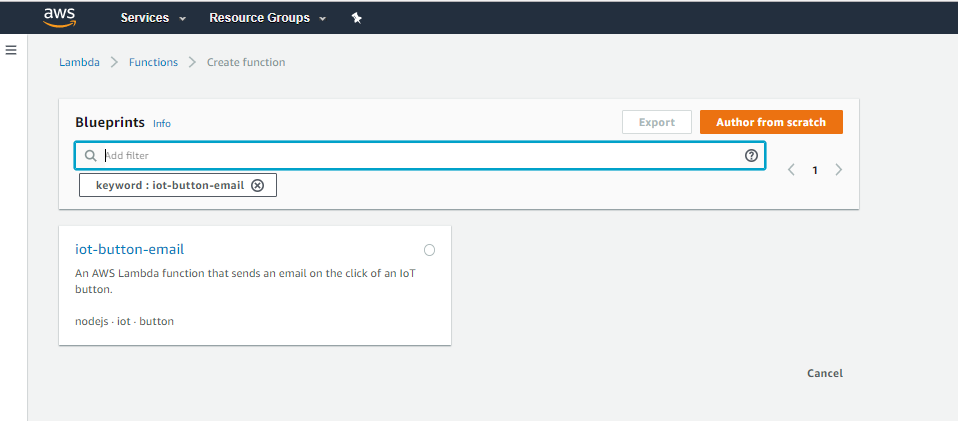 aws Services Resource Groups
Lambda Functions Create function
Blueprints Info Export Author from scratch
Add filter
1
keyword : iot-button-email
iot-button-email
An AWS Lambda function that sends an email on the click of an IoT
button.
nodejs · iot · button
Cancel